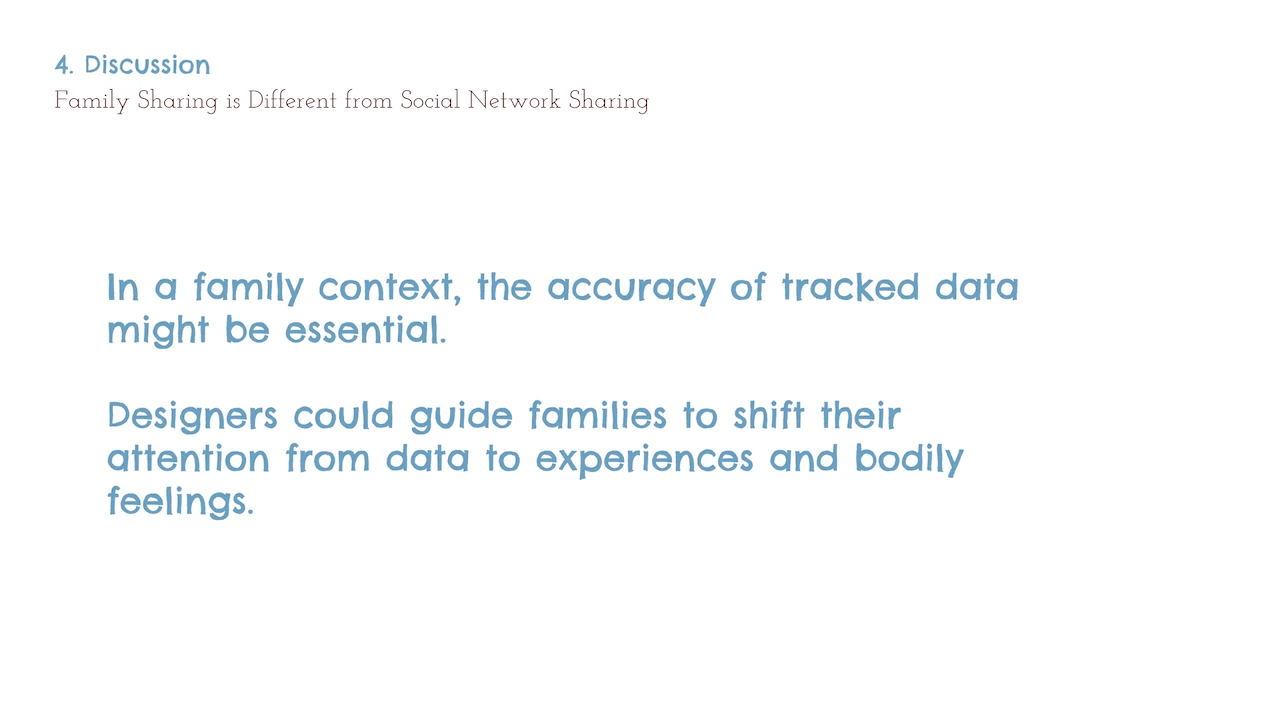 4. Discussion
Family Sharing is Different from Social Network Sharing
In a family context, the accuracy of tracked data
might be essential.
Designers could guide families to shift their
attention from data to experiences and bodily
feelings.